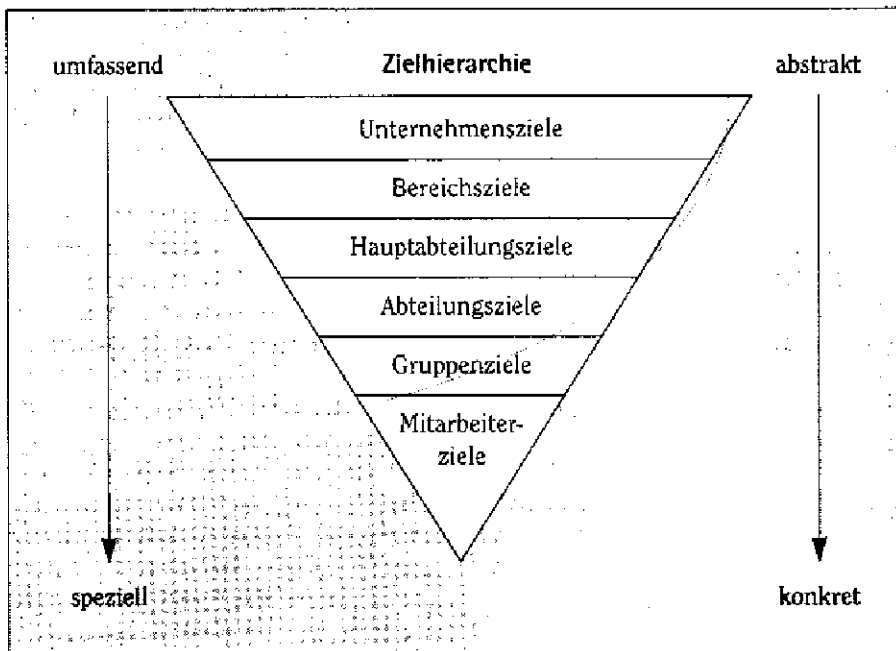 umfassend Zielhierarchie abstrakt
Unternehmensziele
Bereichsziele
Hauptabteilungsziele
Abteilungsziele
Gruppenziele
Mitarbeiter-
ziele
speziell konkret